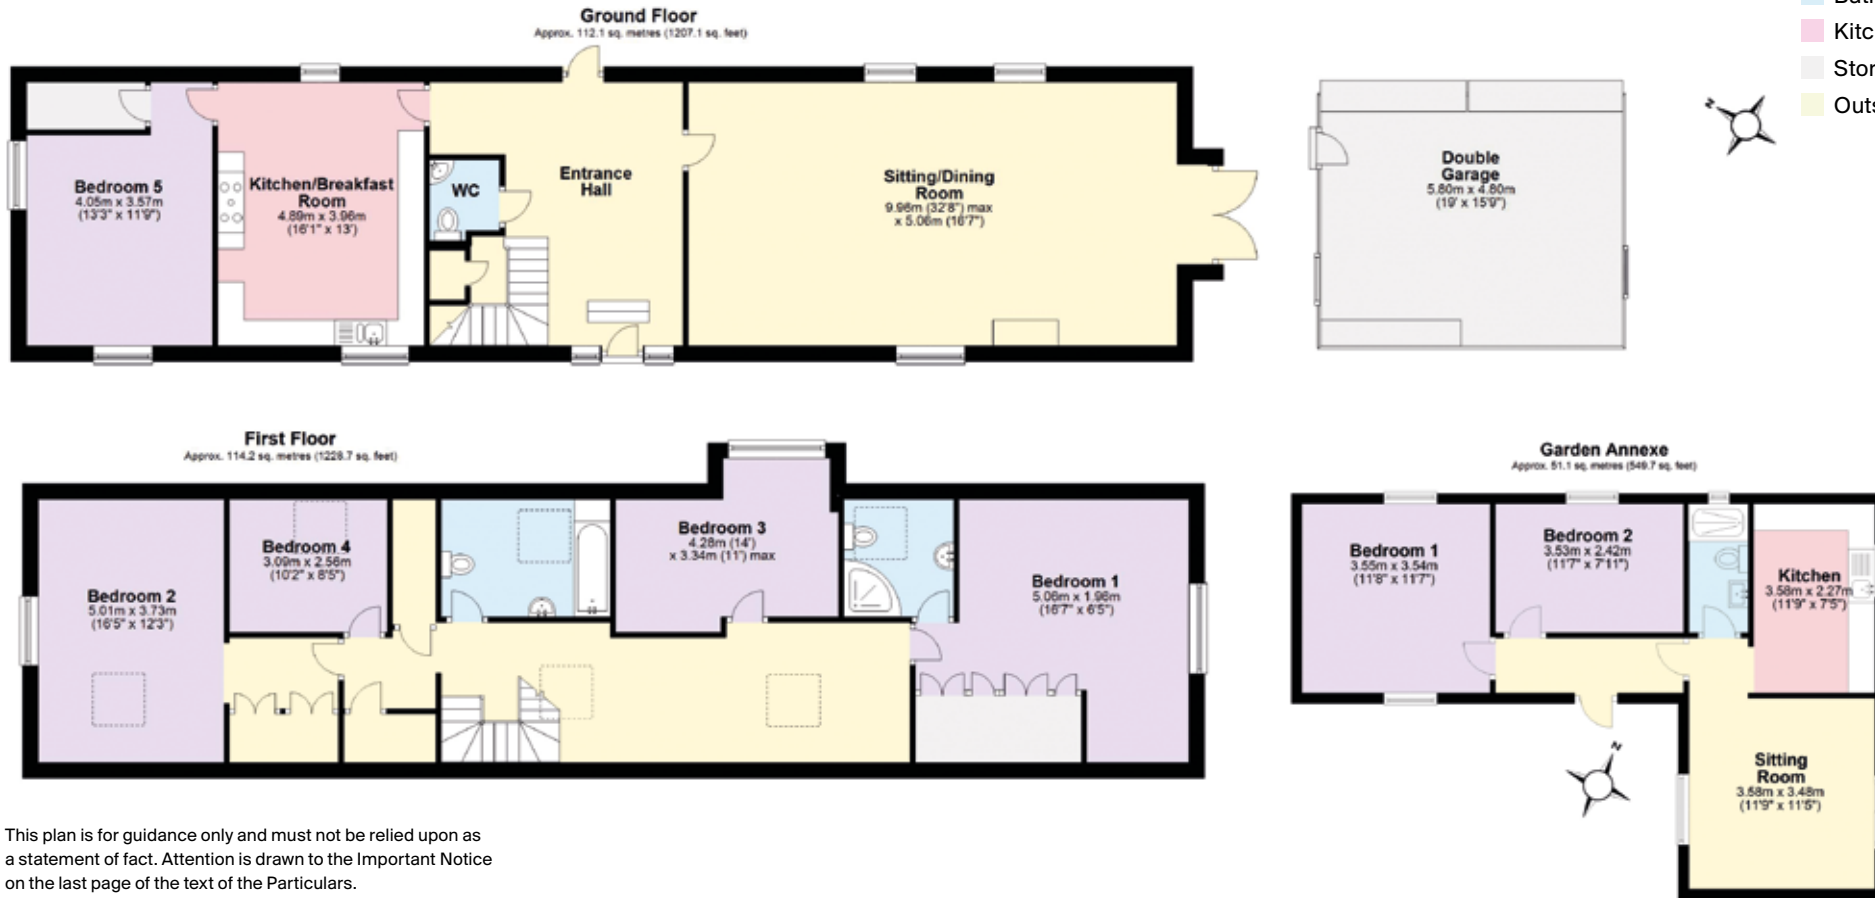 Ground Floor
Approx. 112.1 sq. metres (1207.1 sq. feet)
Bedroom 5
4.05m x 3.57m
(13'3" x 11'9")
Kitchen/Breakfast
Room
4.89m x 3.96m
(16'1" x 13')
WC
Entrance
Hall
Sitting/Dining
Room
9.96m (32'8") max
x 5.06m (16'7")
Double
Garage
5.80m x 4.80m
(19' x 15'9")
N
Kitc
Stor
Outs
First Floor
Approx. 114.2 sq. metres (1228.7 sq. feet)
Bedroom 2
5.01m x 3.73m
(16'5" x 12'3")
Bedroom 4
3.09m x 2.56m
(10'2" x 8'5")
Bedroom 3
4.28m (14')
x 3.34m (11') max
Bedroom 1
5.06m x 1.96m
(16'7" x 6'5")
Garden Annexe
Approx. 51.1 sq. metres (549.7 sq. feet)
Bedroom 1
3.55m x 3.54m
(11'8" x 11'7")
Bedroom 2
3.53m x 2.42m
(11'7" x 7'11")
Kitchen
3.58m x 2.27m
(11'9" x 7'5")
Sitting
Room
3.58m x 3.48m
(11'9" x 11'5")
N
This plan is for guidance only and must not be relied upon as
a statement of fact. Attention is drawn to the Important Notice
on the last page of the text of the Particulars.